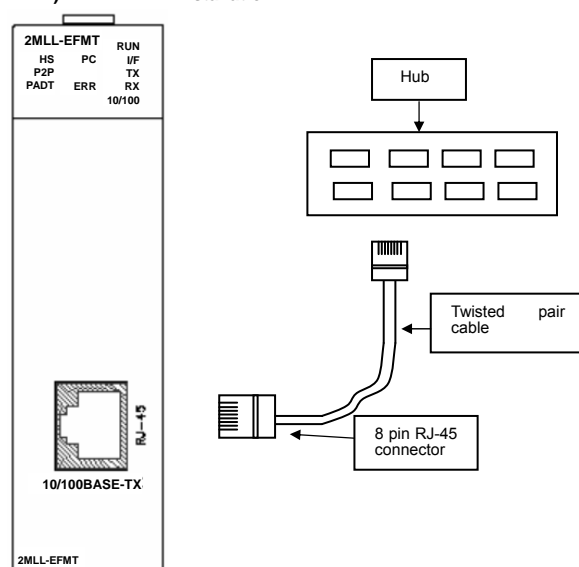 2MLL-EFMT
RUN
HS PC I/F
P2P TX
PADT ERR RX
10/100
Hub
Twisted pair
cable
RJ-45
8 pin RJ-45
connector
10/100BASE-TX
2MLL-EFMT